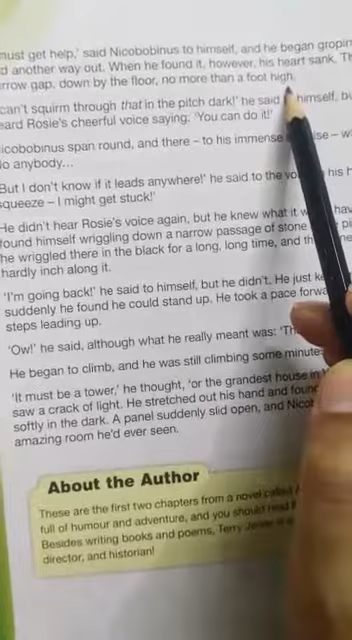 must get help,' said Nicobobinus to himself, and he began gropin
d another way out. When he found it, however, his heart sank. Th
rrow gap, down by the floor, no more than a foot high.
can't squirm through that in the pitch dark!' he said himself, bu
eard Rosie's cheerful voice saying: 'You can do it!'
icobobinus span round, and there – to his immense – w
o anybody...
But I don't know if it leads anywhere!' he said to the his h
squeeze – I might get stuck!'
He didn't hear Rosie's voice again, but he knew what it hav
found himself wriggling down a narrow passage of stone pi
he wriggled there in the black for a long, long time, and
hardly inch along it.
'I'm going back!' he said to himself, but he didn't. He just
suddenly he found he could stand up. He took a pace forwa
steps leading up.
'Ow!' he said, although what he really meant was:
He began to climb, and he was still climbing some minute
'It must be a tower,' he thought, 'or the grandest house in
saw a crack of light. He stretched out his hand and found
softly in the dark. A panel suddenly slid open, and
amazing room he'd ever seen.
About the Author
These are the first two chapters from a novel called
full of humour and adventure, and you should read
Besides writing books and poems, Terry Jones is
director, and historian!